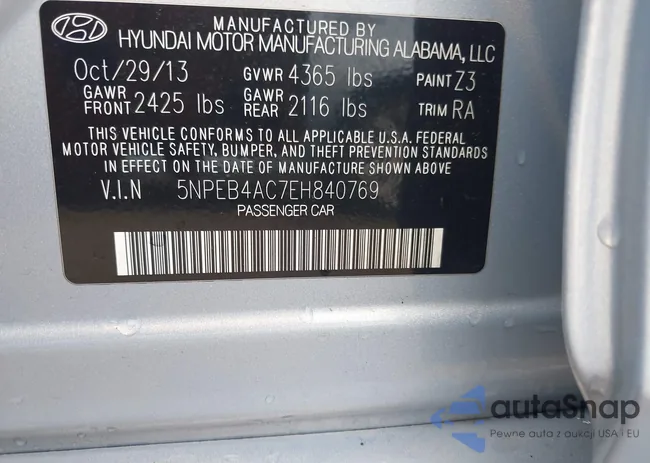 MANUFACTURED BY
HYUNDAI MOTOR MANUFACTURING ALABAMA, LLC
Oct/29/13 GVWR 4365 lbs PAINT Z3
GAWR FRONT 2425 lbs GAWR REAR 2116 lbs TRIM RA
THIS VEHICLE CONFORMS TO ALL APPLICABLE U.S.A. FEDERAL
MOTOR VEHICLE SAFETY, BUMPER, AND THEFT PREVENTION STANDARDS
IN EFFECT ON THE DATE OF MANUFACTURE SHOWN ABOVE
V.I.N 5NPEB4AC7EH840769
PASSENGER CAR
autaSnap
Pewne auta z aukcji USA i EU